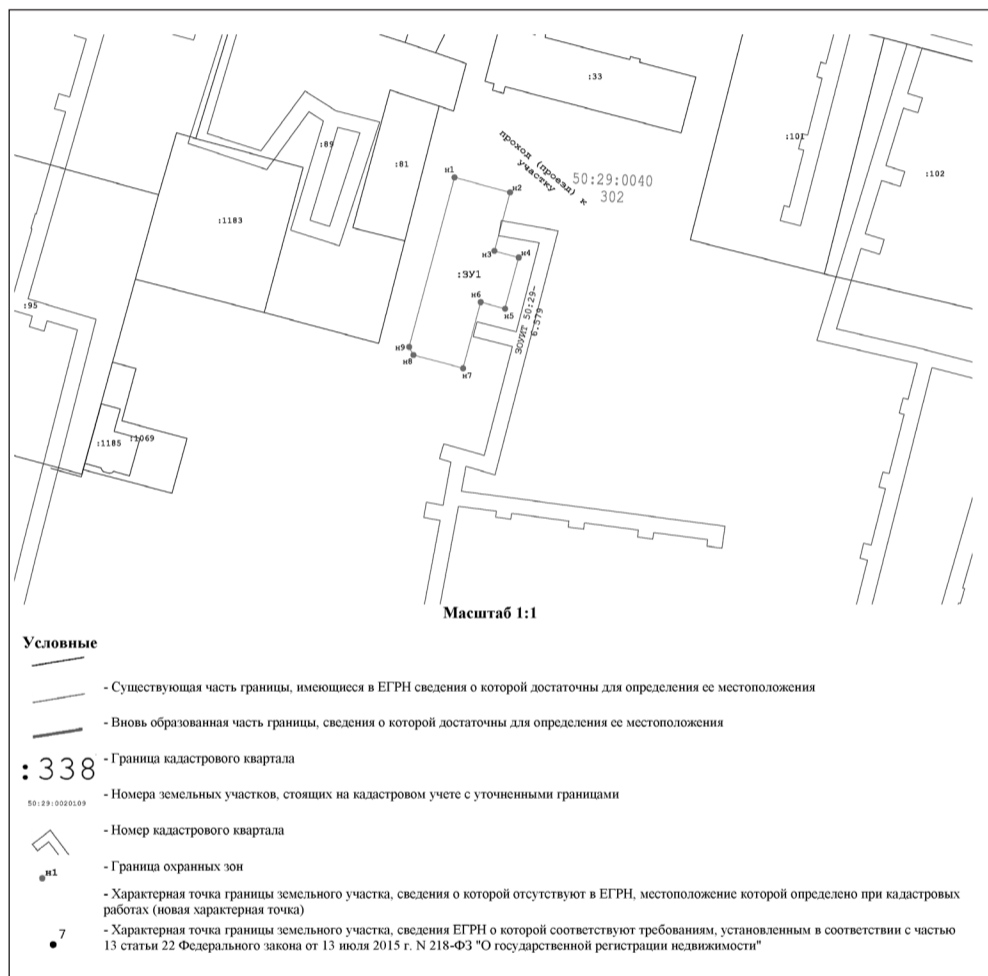 :33
:101
:102
:89
:81
проход (проезд) к
участку
50:29:0040
302
н1
н2
:1183
н3
н4
:ЗУ1
н6
н5
ЗОУИТ 50:29-
6.579
:95
н9
н8
н7
:1185
:1069
Масштаб 1:1
Условные
- Существующая часть границы, имеющиеся в ЕГРН сведения о которой достаточны для определения ее местоположения
- Вновь образованная часть границы, сведения о которой достаточны для определения ее местоположения
:338
- Граница кадастрового квартала
- Номера земельных участков, стоящих на кадастровом учете с уточненными границами
50:29:0020109
- Номер кадастрового квартала
- Граница охранных зон
н1
- Характерная точка границы земельного участка, сведения о которой отсутствуют в ЕГРН, местоположение которой определено при кадастровых
работах (новая характерная точка)
7
- Характерная точка границы земельного участка, сведения ЕГРН о которой соответствуют требованиям, установленным в соответствии с частью
13 статьи 22 Федерального закона от 13 июля 2015 г. N 218-ФЗ "О государственной регистрации недвижимости"